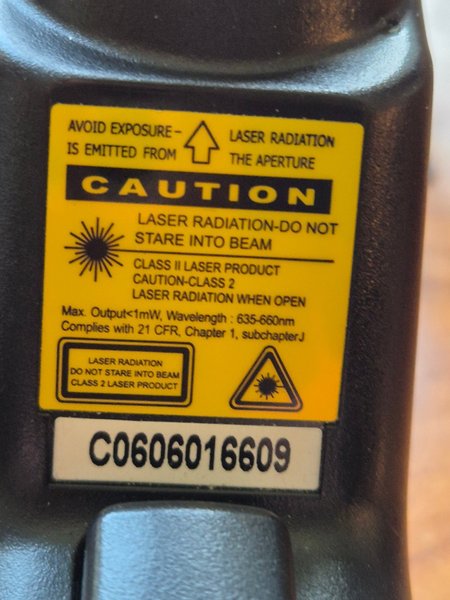 AVOID EXPOSURE- LASER RADIATION
IS EMITTED FROM THE APERTURE
CAUTION
LASER RADIATION-DO NOT
STARE INTO BEAM
CLASS II LASER PRODUCT
CAUTION-CLASS 2
LASER RADIATION WHEN OPEN
Max. Output<1mW, Wavelength : 635-660nm
Complies with 21 CFR, Chapter 1, subchapterJ
LASER RADIATION
DO NOT STARE INTO BEAM
CLASS 2 LASER PRODUCT
C0606016609